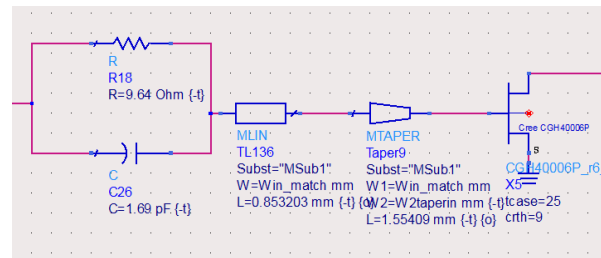 R
R18
R=9.64 Ohm {-t}
C
C26
C=1.69 pF {-t}
MLIN
TL136
Subst="MSub1"
W=Win_match mm
L=0.853203 mm {-t} {o}
MTAPER
Taper9
Subst="MSub1"
W1=Win_match mm
W2=W2taperin mm {-t}
L=1.55409 mm {-t} {o}
Cree CGH40006P
S
CGH40006P_r6_
X5
tcase=25
crth=9